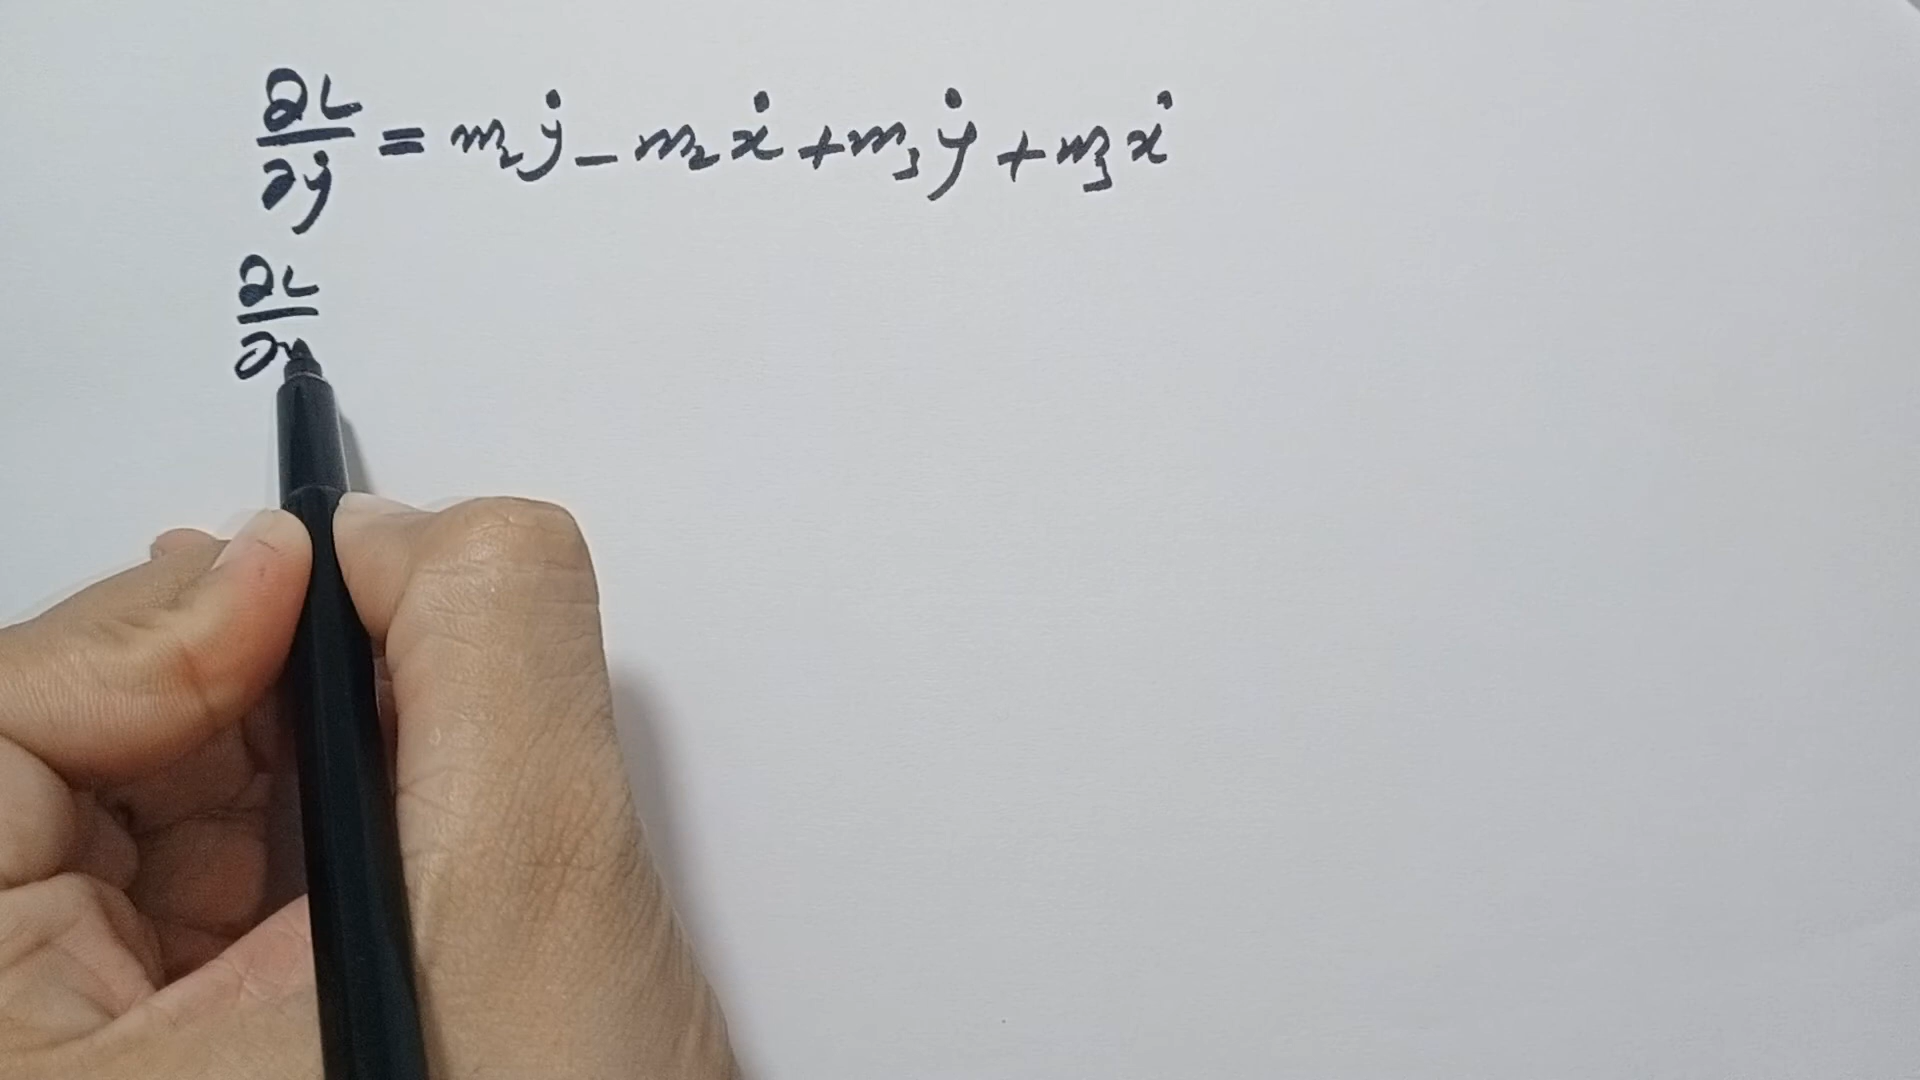 ∂L/∂ẏ = m₂ẏ - m₂ẋ + m₃ẏ + m₃ẋ
∂L/∂